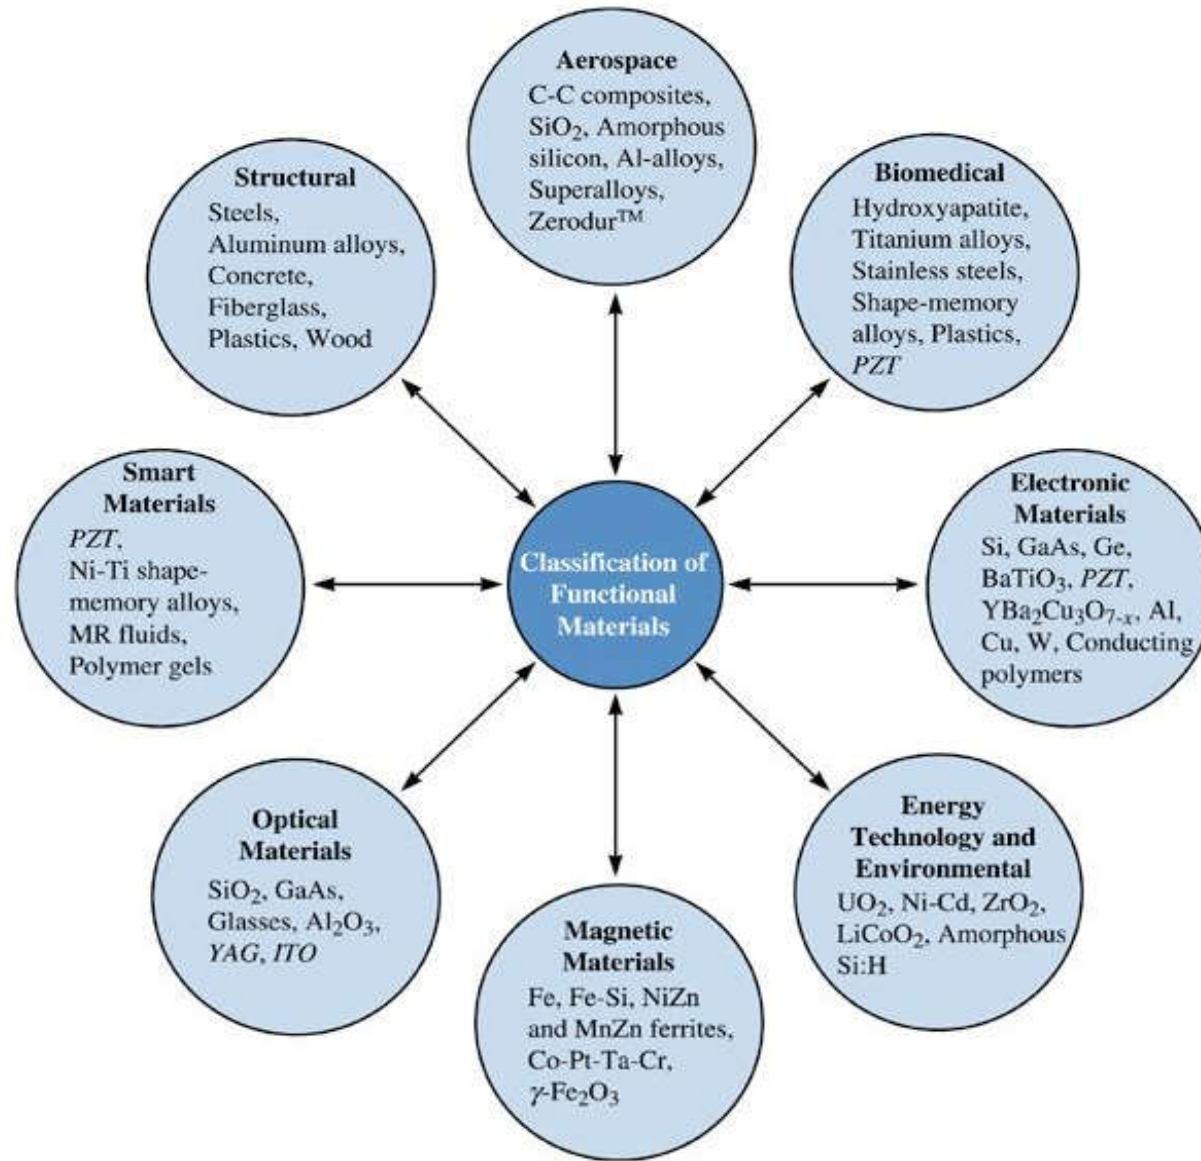 Aerospace
C-C composites,
SiO₂, Amorphous
silicon, Al-alloys,
Superalloys,
Zerodur™
Structural
Steels,
Aluminum alloys,
Concrete,
Fiberglass,
Plastics, Wood
Biomedical
Hydroxyapatite,
Titanium alloys,
Stainless steels,
Shape-memory
alloys, Plastics,
PZT
Smart
Materials
PZT,
Ni-Ti shape-
memory alloys,
MR fluids,
Polymer gels
Classification of
Functional
Materials
Electronic
Materials
Si, GaAs, Ge,
BaTiO₃, PZT,
YBa₂Cu₃O₇₋ₓ, Al,
Cu, W, Conducting
polymers
Optical
Materials
SiO₂, GaAs,
Glasses, Al₂O₃,
YAG, ITO
Magnetic
Materials
Fe, Fe-Si, NiZn
and MnZn ferrites,
Co-Pt-Ta-Cr,
γ-Fe₂O₃
Energy
Technology and
Environmental
UO₂, Ni-Cd, ZrO₂,
LiCoO₂, Amorphous
Si:H